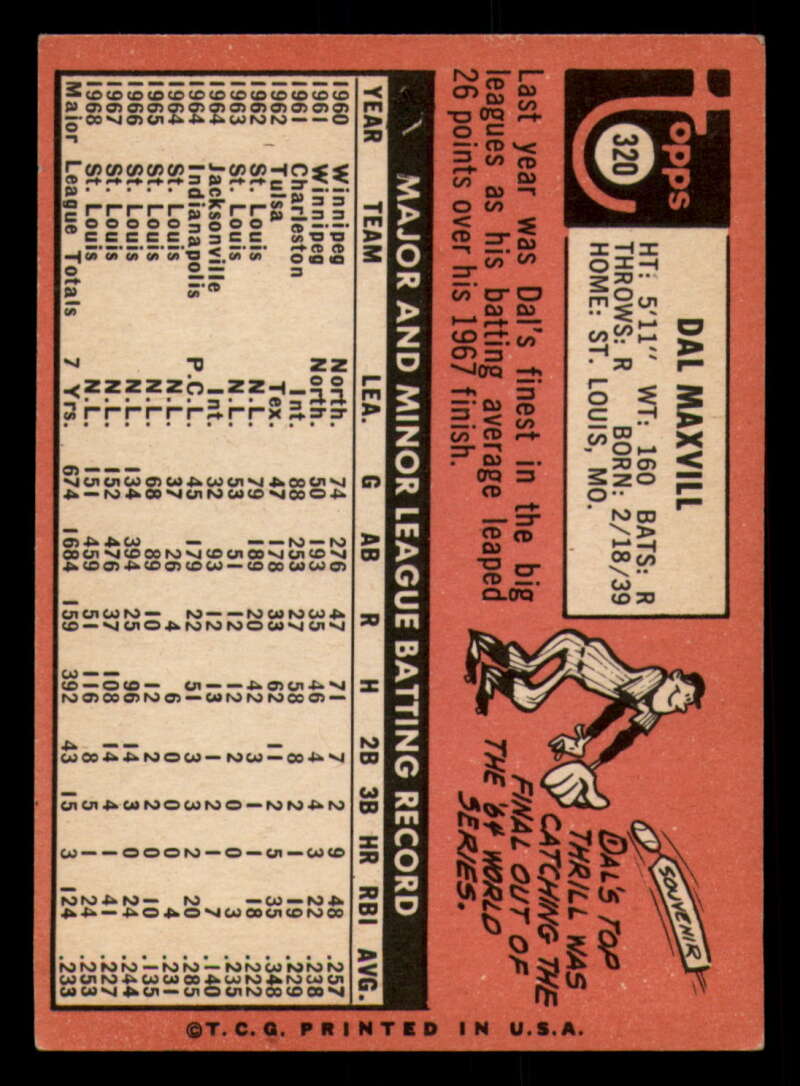 Topps
320
DAL MAXVILL
HT: 5'11" WT: 160 BATS: R
THROWS: R BORN: 2/18/39
HOME: ST. LOUIS, MO.
Last year was Dal's finest in the big
leagues as his batting average leaped
26 points over his 1967 finish.
SOUVENIR
DAL'S TOP
THRILL WAS
CATCHING THE
FINAL OUT OF
THE '64 WORLD
SERIES.
MAJOR AND MINOR LEAGUE BATTING RECORD
YEAR TEAM LEA. G AB R H 2B 3B HR RBI AVG.
1960 Winnipeg North. 74 276 47 71 7 2 9 48 .257
1961 Winnipeg North. 50 193 35 46 4 4 3 22 .238
1961 Charleston Int. 88 253 27 58 8 2 1 19 .229
1962 Tulsa Tex. 47 178 33 62 11 2 5 35 .348
1962 St. Louis N.L. 79 189 20 42 3 1 1 18 .222
1963 St. Louis N.L. 53 51 12 12 2 0 0 3 .235
1964 Jacksonville Int. 32 93 12 13 1 2 1 7 .140
1964 Indianapolis P.C.L. 45 179 22 51 3 3 2 20 .285
1964 St. Louis N.L. 37 26 4 6 0 0 0 4 .231
1965 St. Louis N.L. 68 89 10 12 2 2 0 10 .135
1966 St. Louis N.L. 134 394 25 96 14 3 0 24 .244
1967 St. Louis N.L. 152 476 37 108 14 4 1 41 .227
1968 St. Louis N.L. 151 459 51 116 8 5 1 24 .253
Major League Totals 7 Yrs. 674 1684 159 392 43 15 3 124 .233
©T.C.G. PRINTED IN U.S.A.